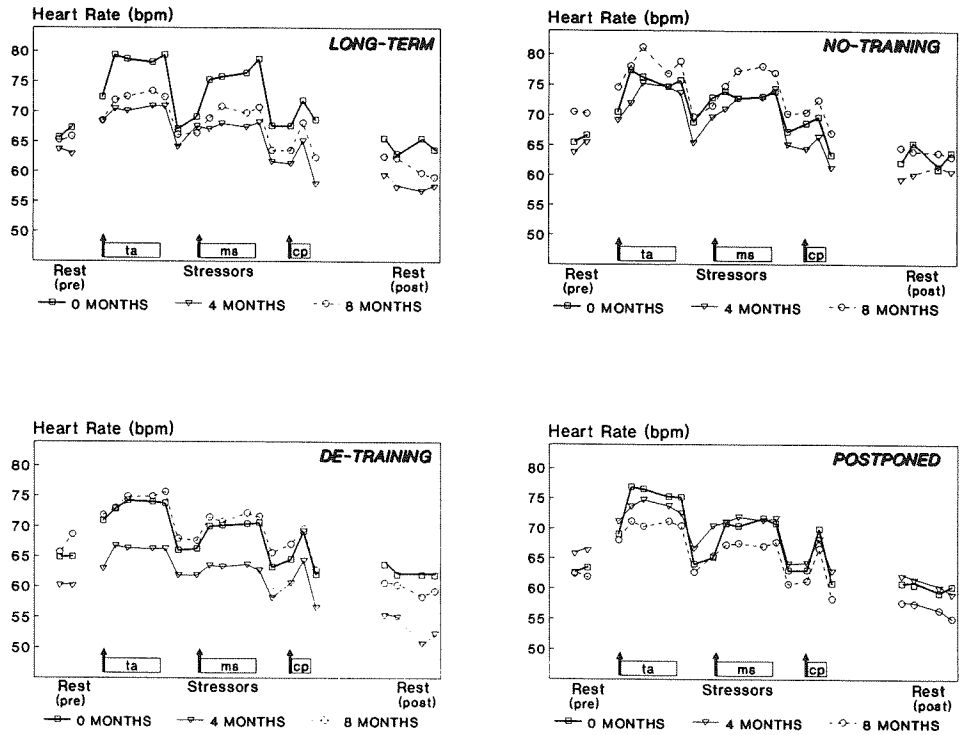 Heart Rate (bpm)
LONG-TERM
80
75
70
65
60
55
50
ta
ms
cp
Rest
(pre)
Stressors
Rest
(post)
0 MONTHS
4 MONTHS
8 MONTHS
Heart Rate (bpm)
NO-TRAINING
80
75
70
65
60
55
50
ta
ms
cp
Rest
(pre)
Stressors
Rest
(post)
0 MONTHS
4 MONTHS
8 MONTHS
Heart Rate (bpm)
DE-TRAINING
80
75
70
65
60
55
50
ta
ms
cp
Rest
(pre)
Stressors
Rest
(post)
0 MONTHS
4 MONTHS
8 MONTHS
Heart Rate (bpm)
POSTPONED
80
75
70
65
60
55
50
ta
ms
cp
Rest
(pre)
Stressors
Rest
(post)
0 MONTHS
4 MONTHS
8 MONTHS